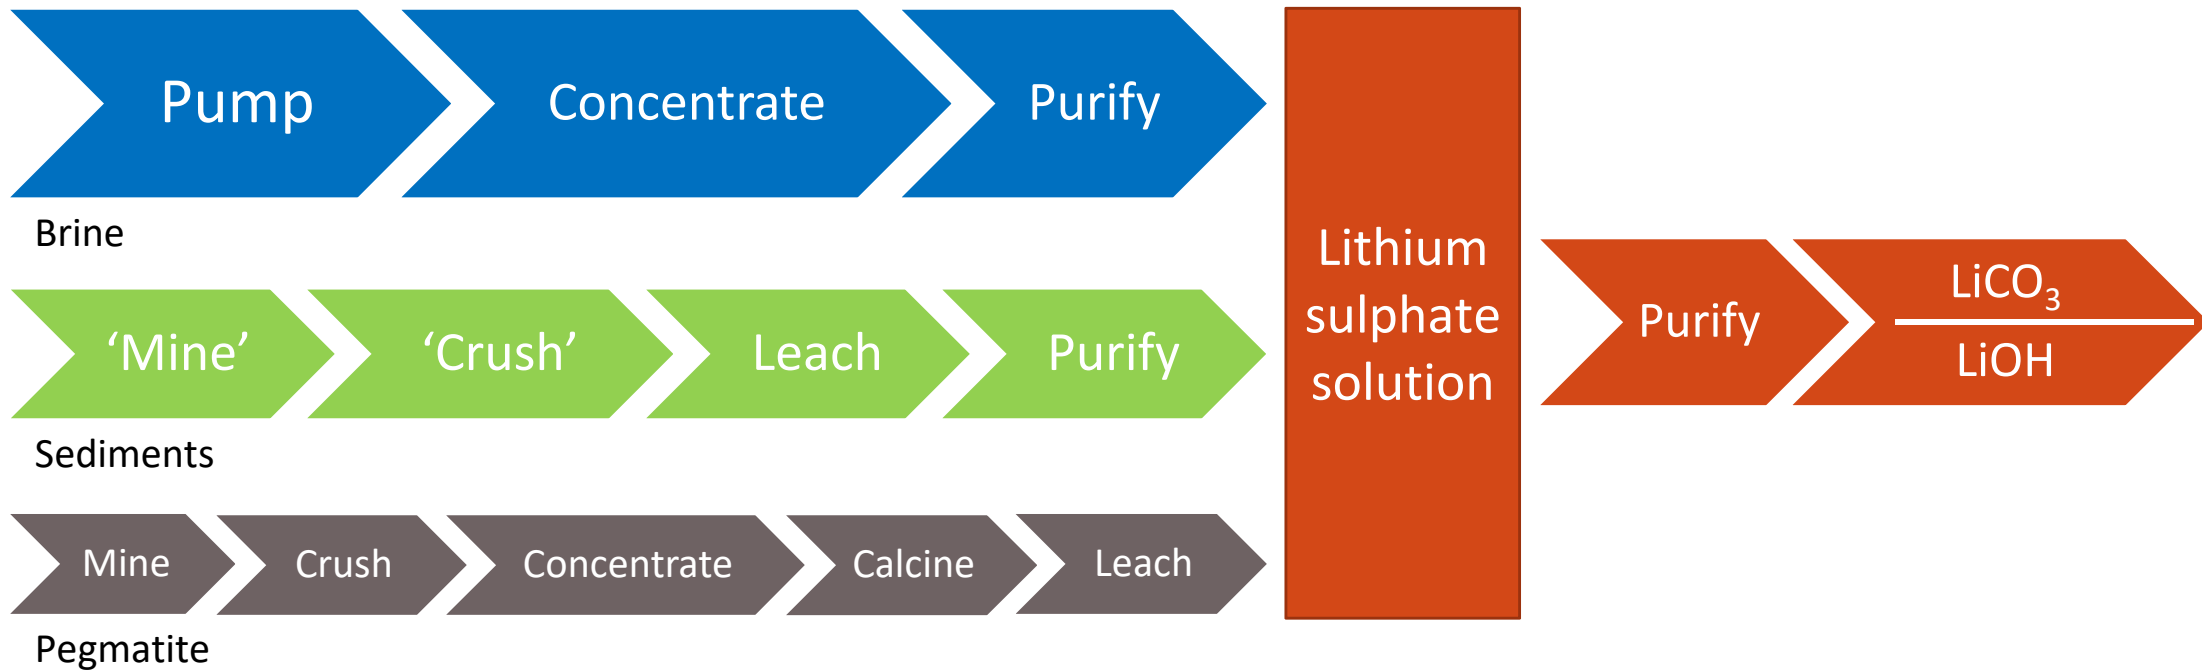 Pump
Concentrate
Purify
Brine
‘Mine’
‘Crush’
Leach
Purify
Sediments
Mine
Crush
Concentrate
Calcine
Leach
Pegmatite
Lithium
sulphate
solution
Purify
LiCO₃
LiOH